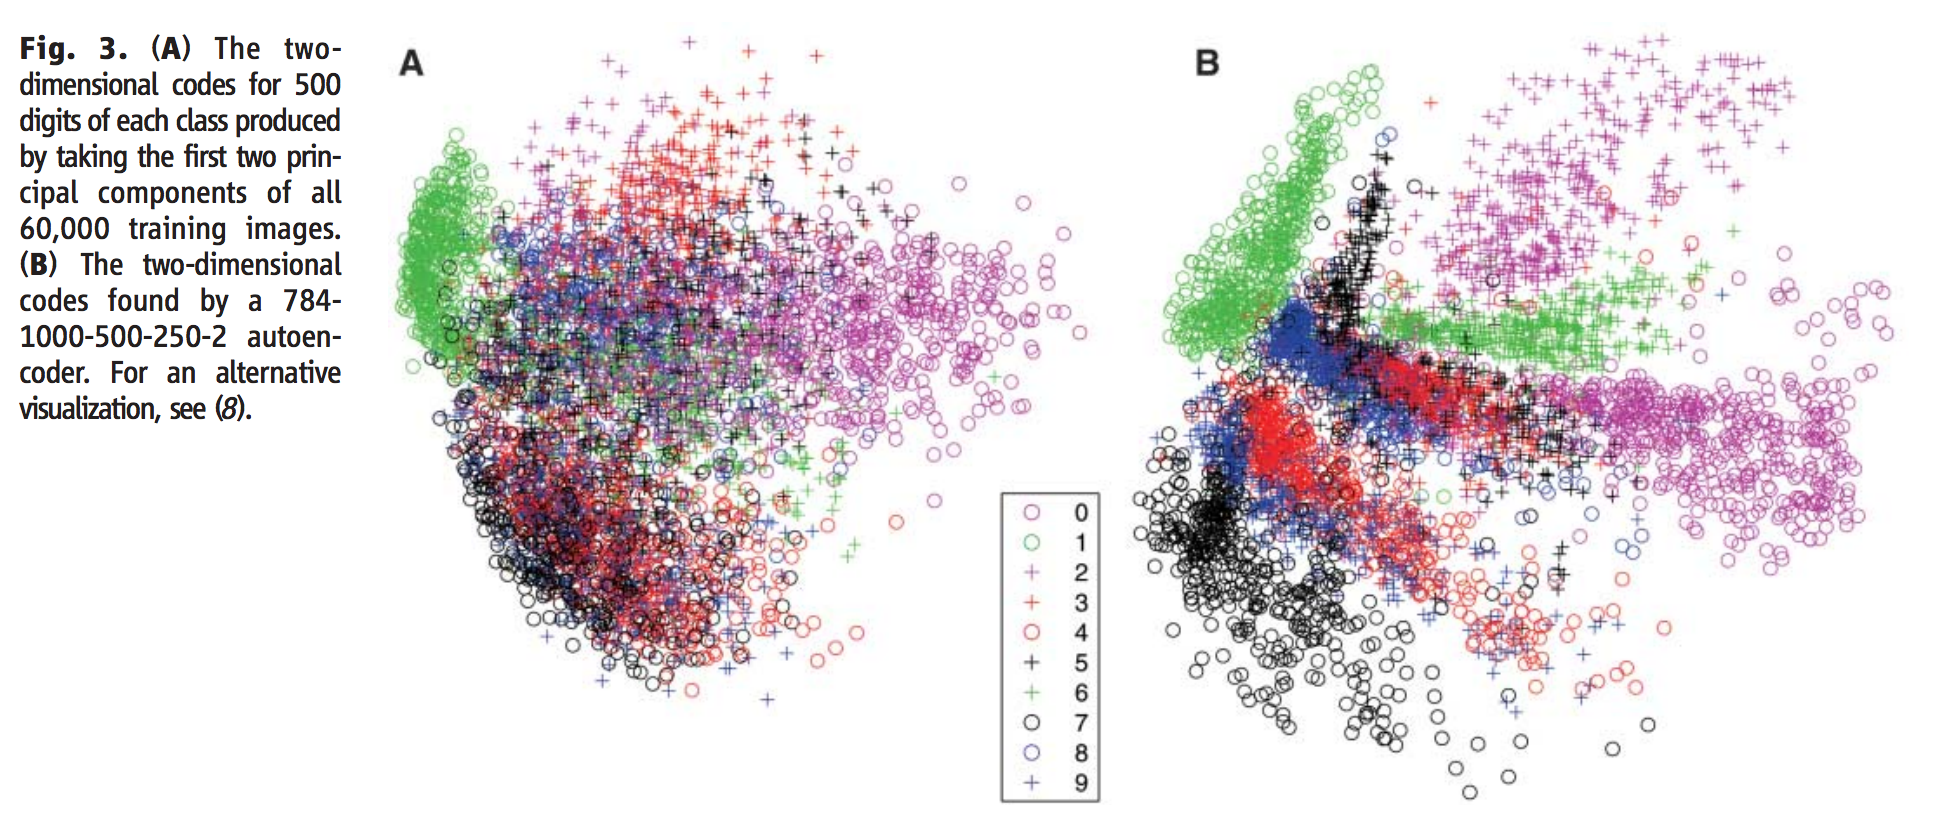 Fig. 3. (A) The two-
dimensional codes for 500
digits of each class produced
by taking the first two prin-
cipal components of all
60,000 training images.
(B) The two-dimensional
codes found by a 784-
1000-500-250-2 autoen-
coder. For an alternative
visualization, see (8).
A
B
0
1
2
3
4
5
6
7
8
9